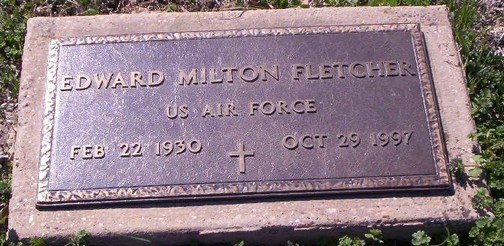 EDWARD MILTON FLETCHER
US AIR FORCE
FEB 22 1930 OCT 29 1997